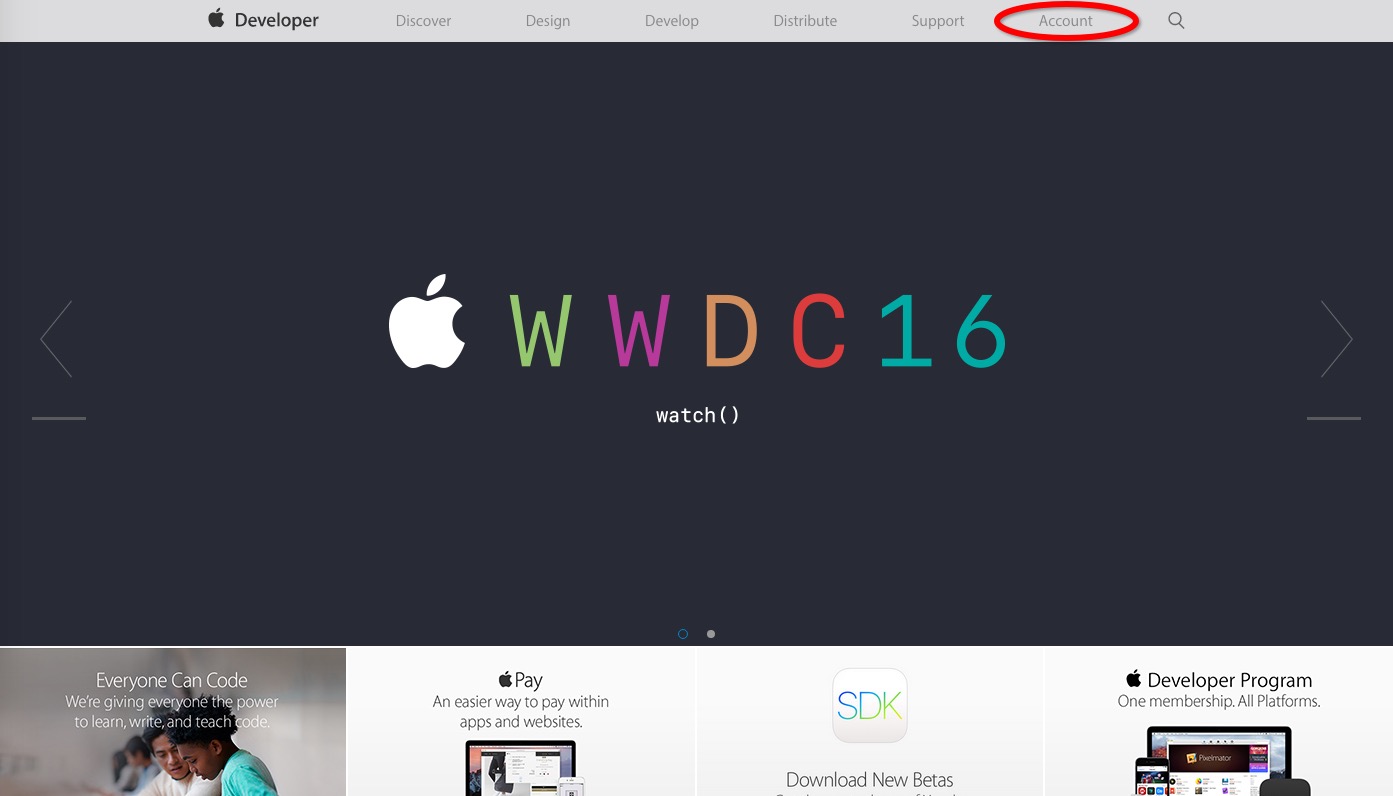 Developer
Discover
Design
Develop
Distribute
Support
Account
WWDC16
watch()
Everyone Can Code
We're giving everyone the power
to learn, write, and teach code.
Pay
An easier way to pay within
apps and websites.
SDK
Download New Betas
Developer Program
One membership. All Platforms.
Pixelmator